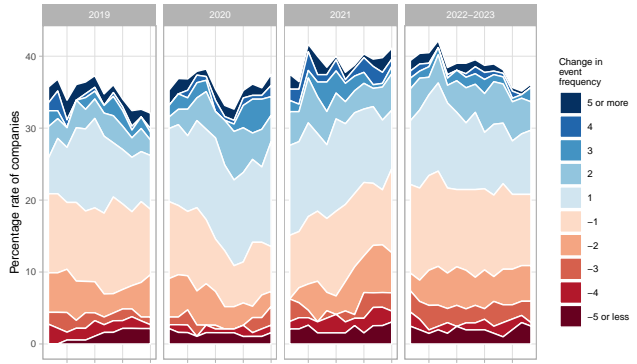 2019 2020 2021 2022−2023
Percentage rate of companies
40
30
20
10
0
Change in
event
frequency
5 or more
4
3
2
1
−1
−2
−3
−4
−5 or less